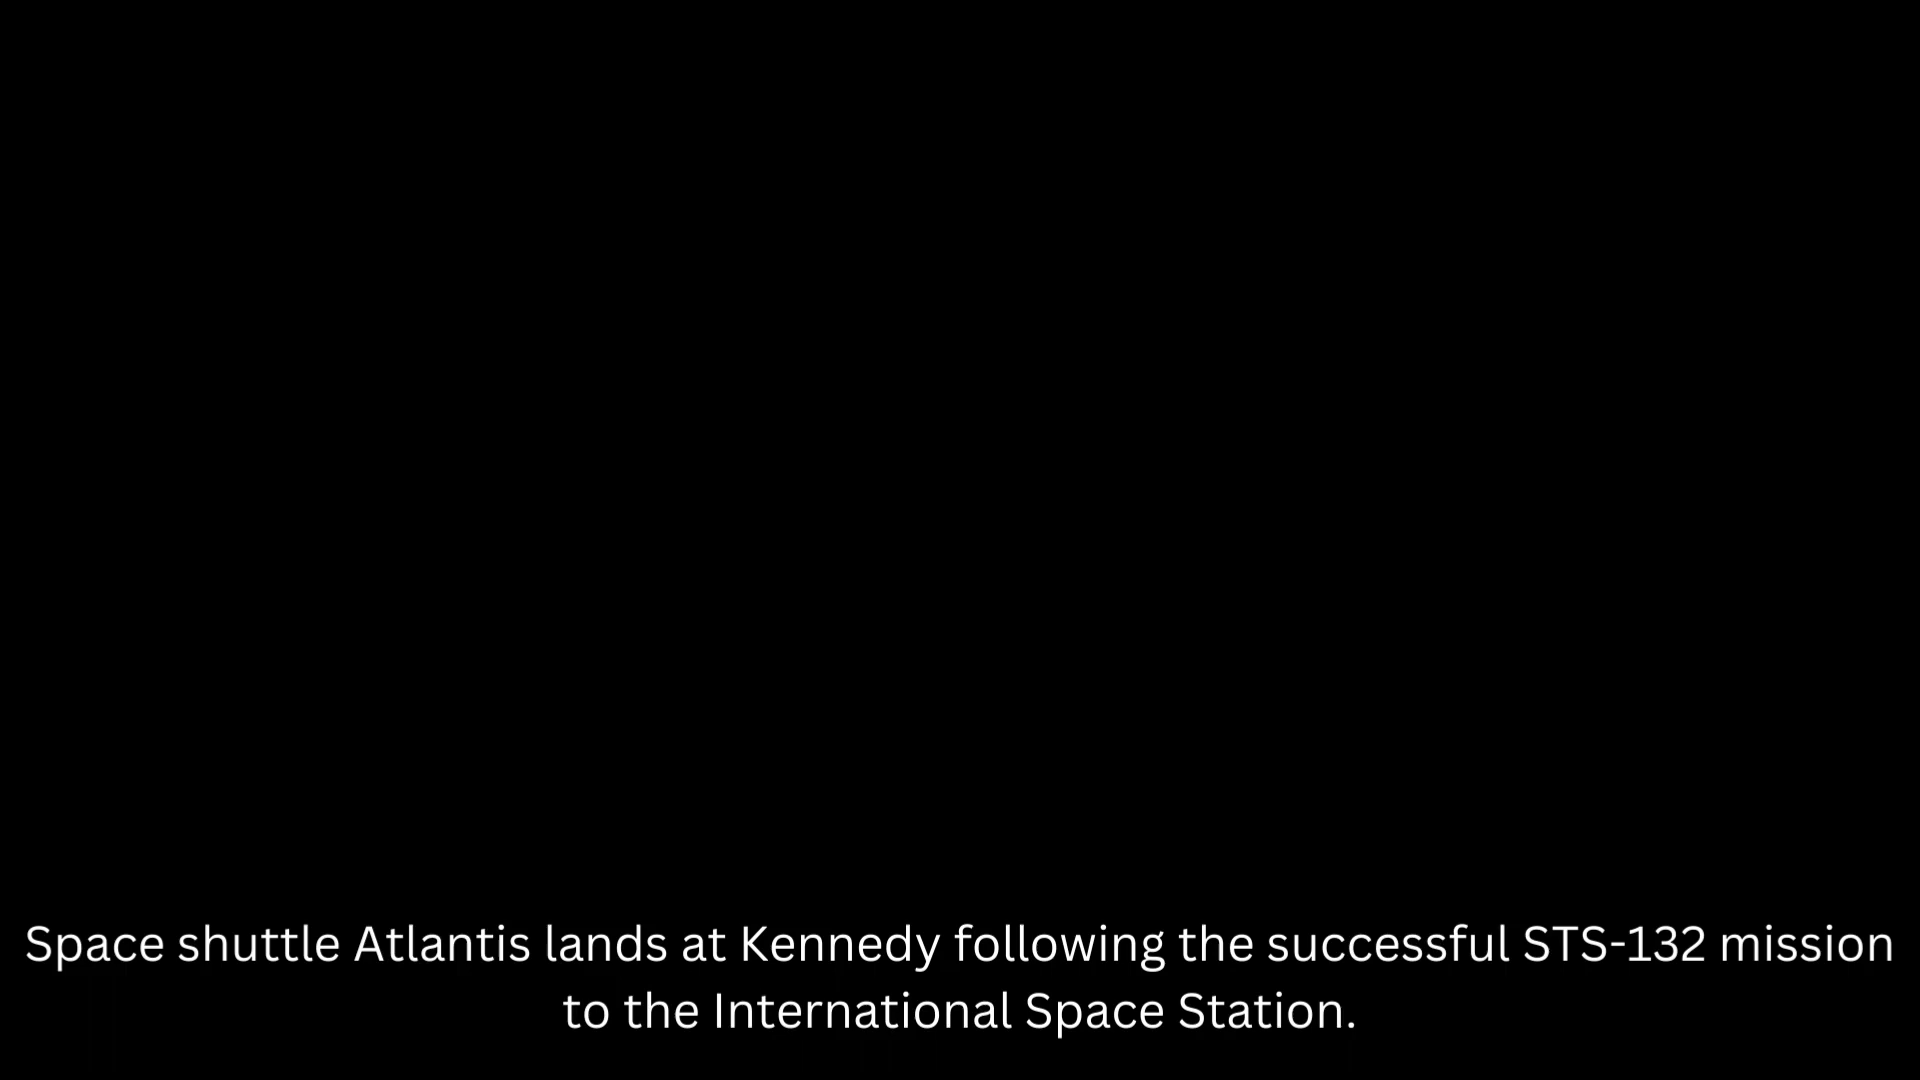 Space shuttle Atlantis lands at Kennedy following the successful STS-132 mission
to the International Space Station.